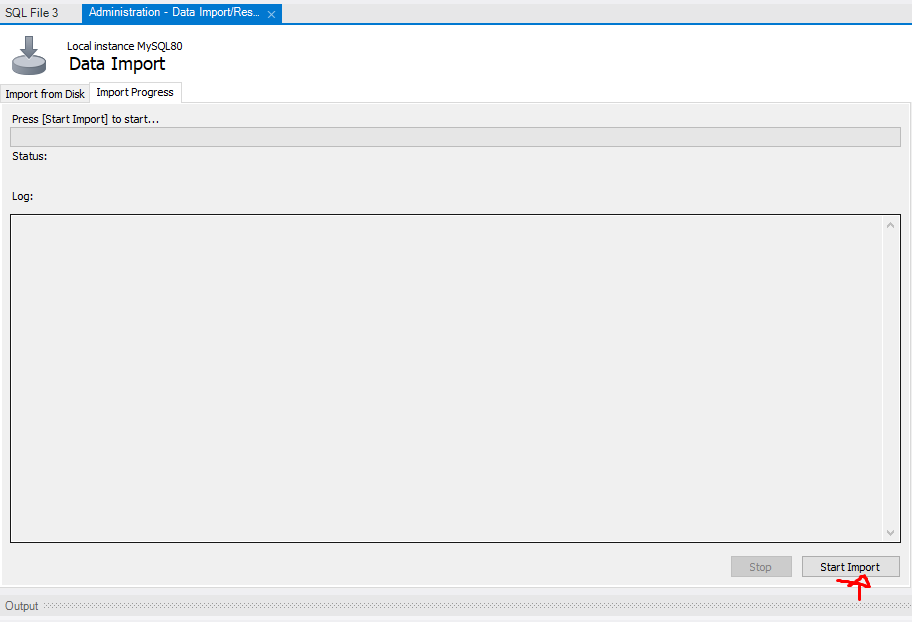 SQL File 3
Administration - Data Import/Res...
Local instance MySQL80
Data Import
Import from Disk
Import Progress
Press [Start Import] to start...
Status:
Log:
Stop
Start Import
Output